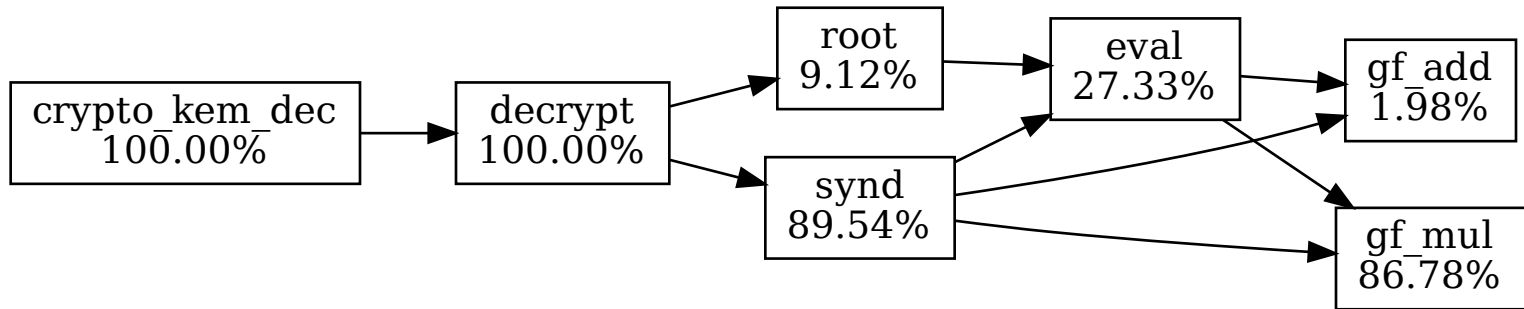 crypto_kem_dec
100.00%
decrypt
100.00%
root
9.12%
synd
89.54%
eval
27.33%
gf_add
1.98%
gf_mul
86.78%